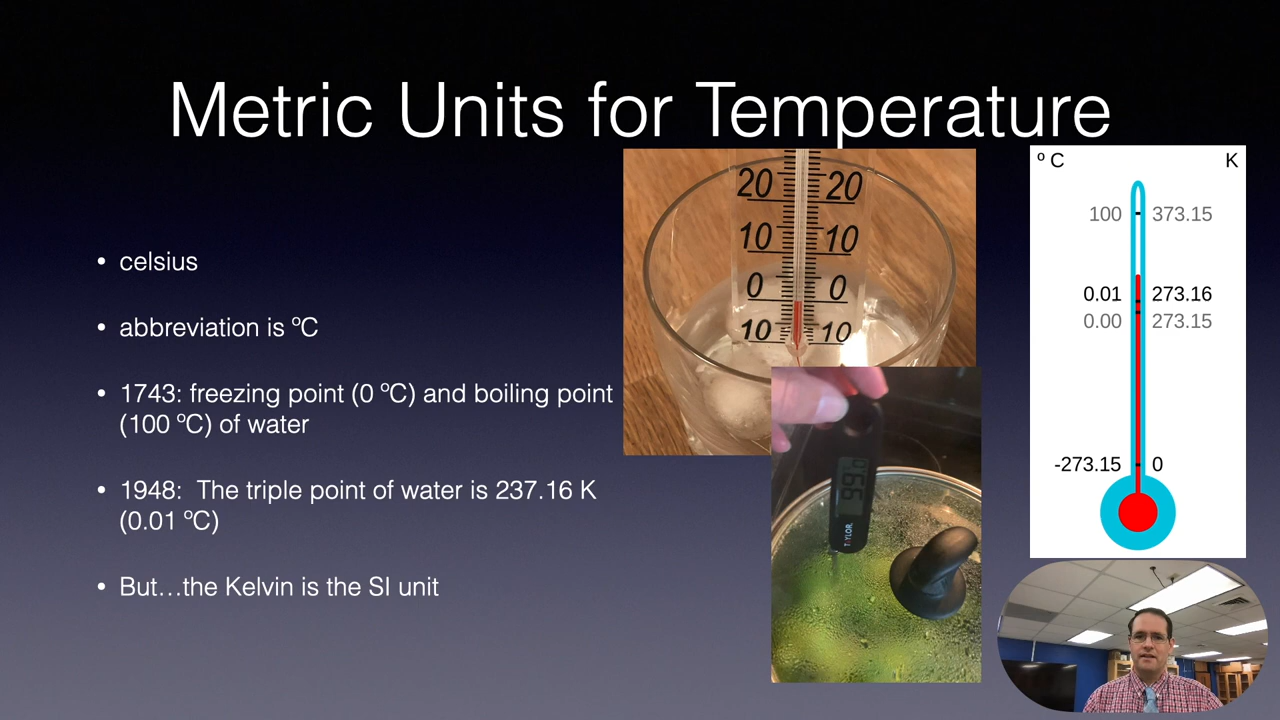 Metric Units for Temperature
• celsius
• abbreviation is ºC
• 1743: freezing point (0 ºC) and boiling point
(100 ºC) of water
• 1948: The triple point of water is 237.16 K
(0.01 ºC)
• But…the Kelvin is the SI unit
20 20
10 10
0 0
10 10
99.0
TAYLOR
º C K
100 373.15
0.01 273.16
0.00 273.15
-273.15 0